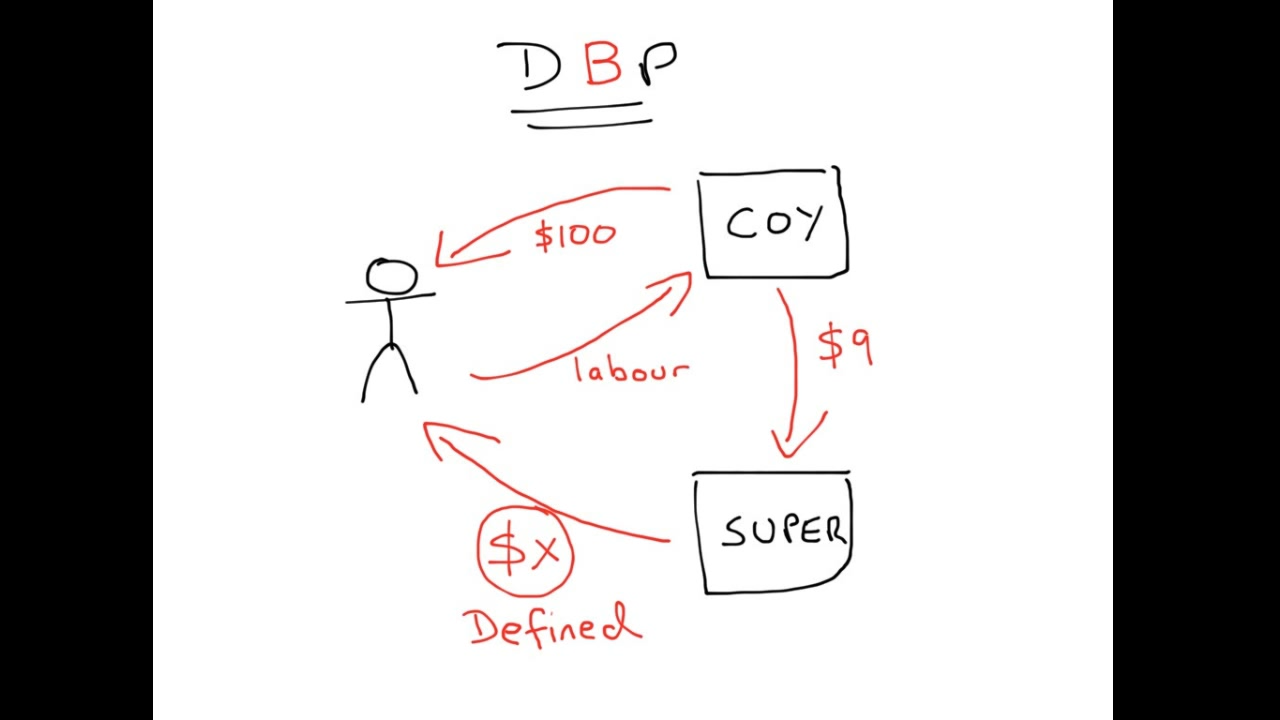 DBP
COY
$100
$9
labour
SUPER
$x
Defined